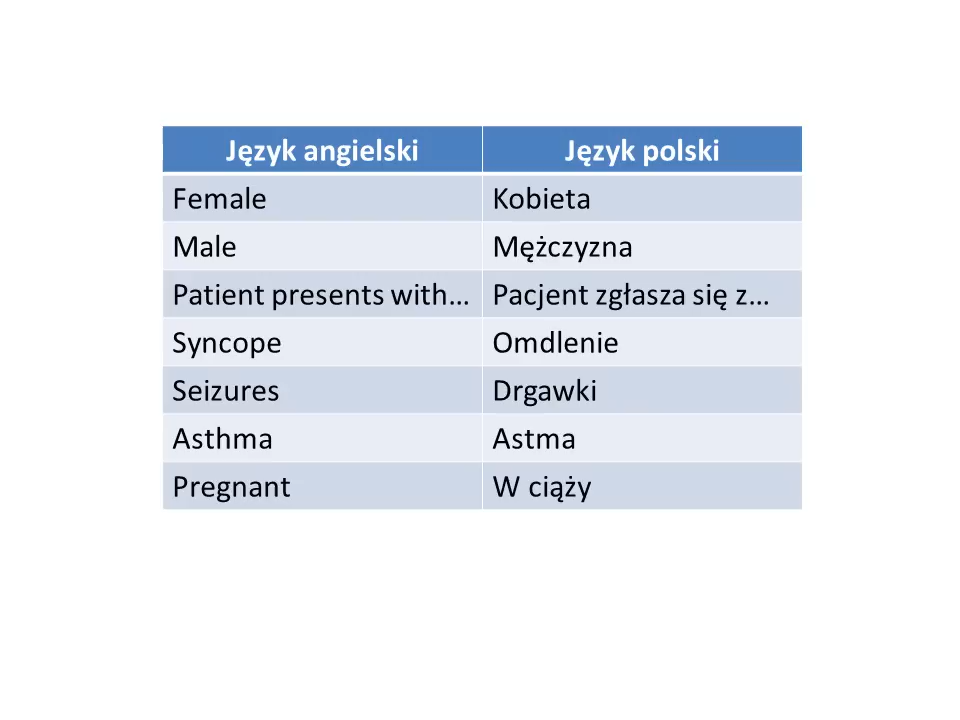 Język angielski Język polski
Female Kobieta
Male Mężczyzna
Patient presents with… Pacjent zgłasza się z…
Syncope Omdlenie
Seizures Drgawki
Asthma Astma
Pregnant W ciąży